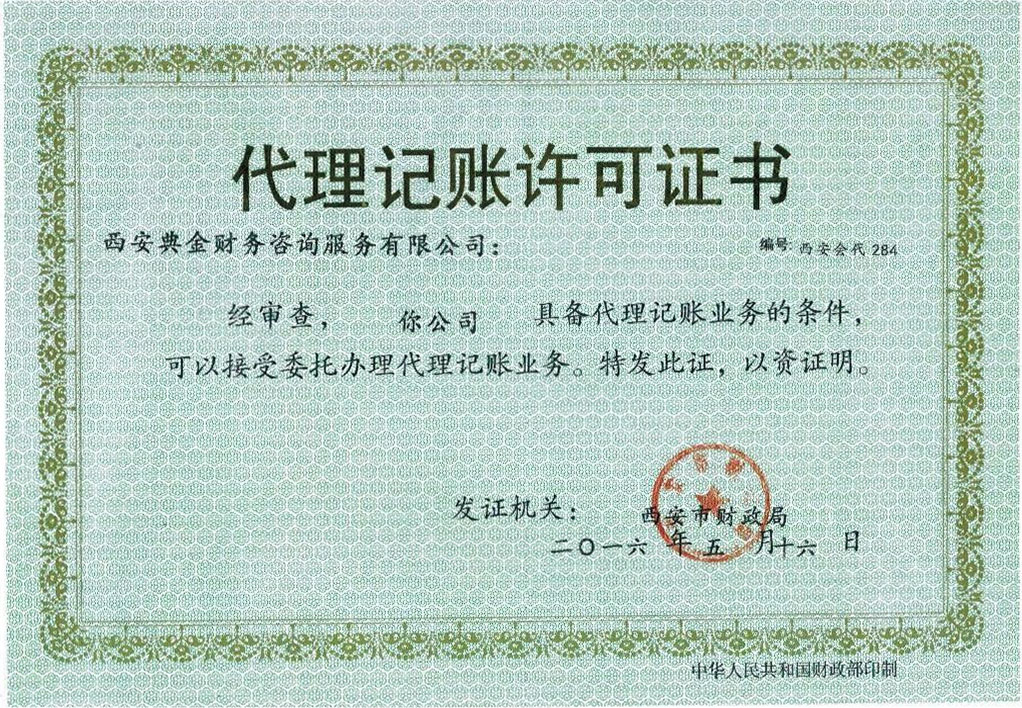 代理记账许可证书
西安典金财务咨询服务有限公司：
编号: 西安会代 284
经审查， 你公司 具备代理记账业务的条件，
可以接受委托办理代理记账业务。特发此证，以资证明。
发证机关： 西安市财政局
二〇一六 年 五 月十六 日
中华人民共和国财政部印制